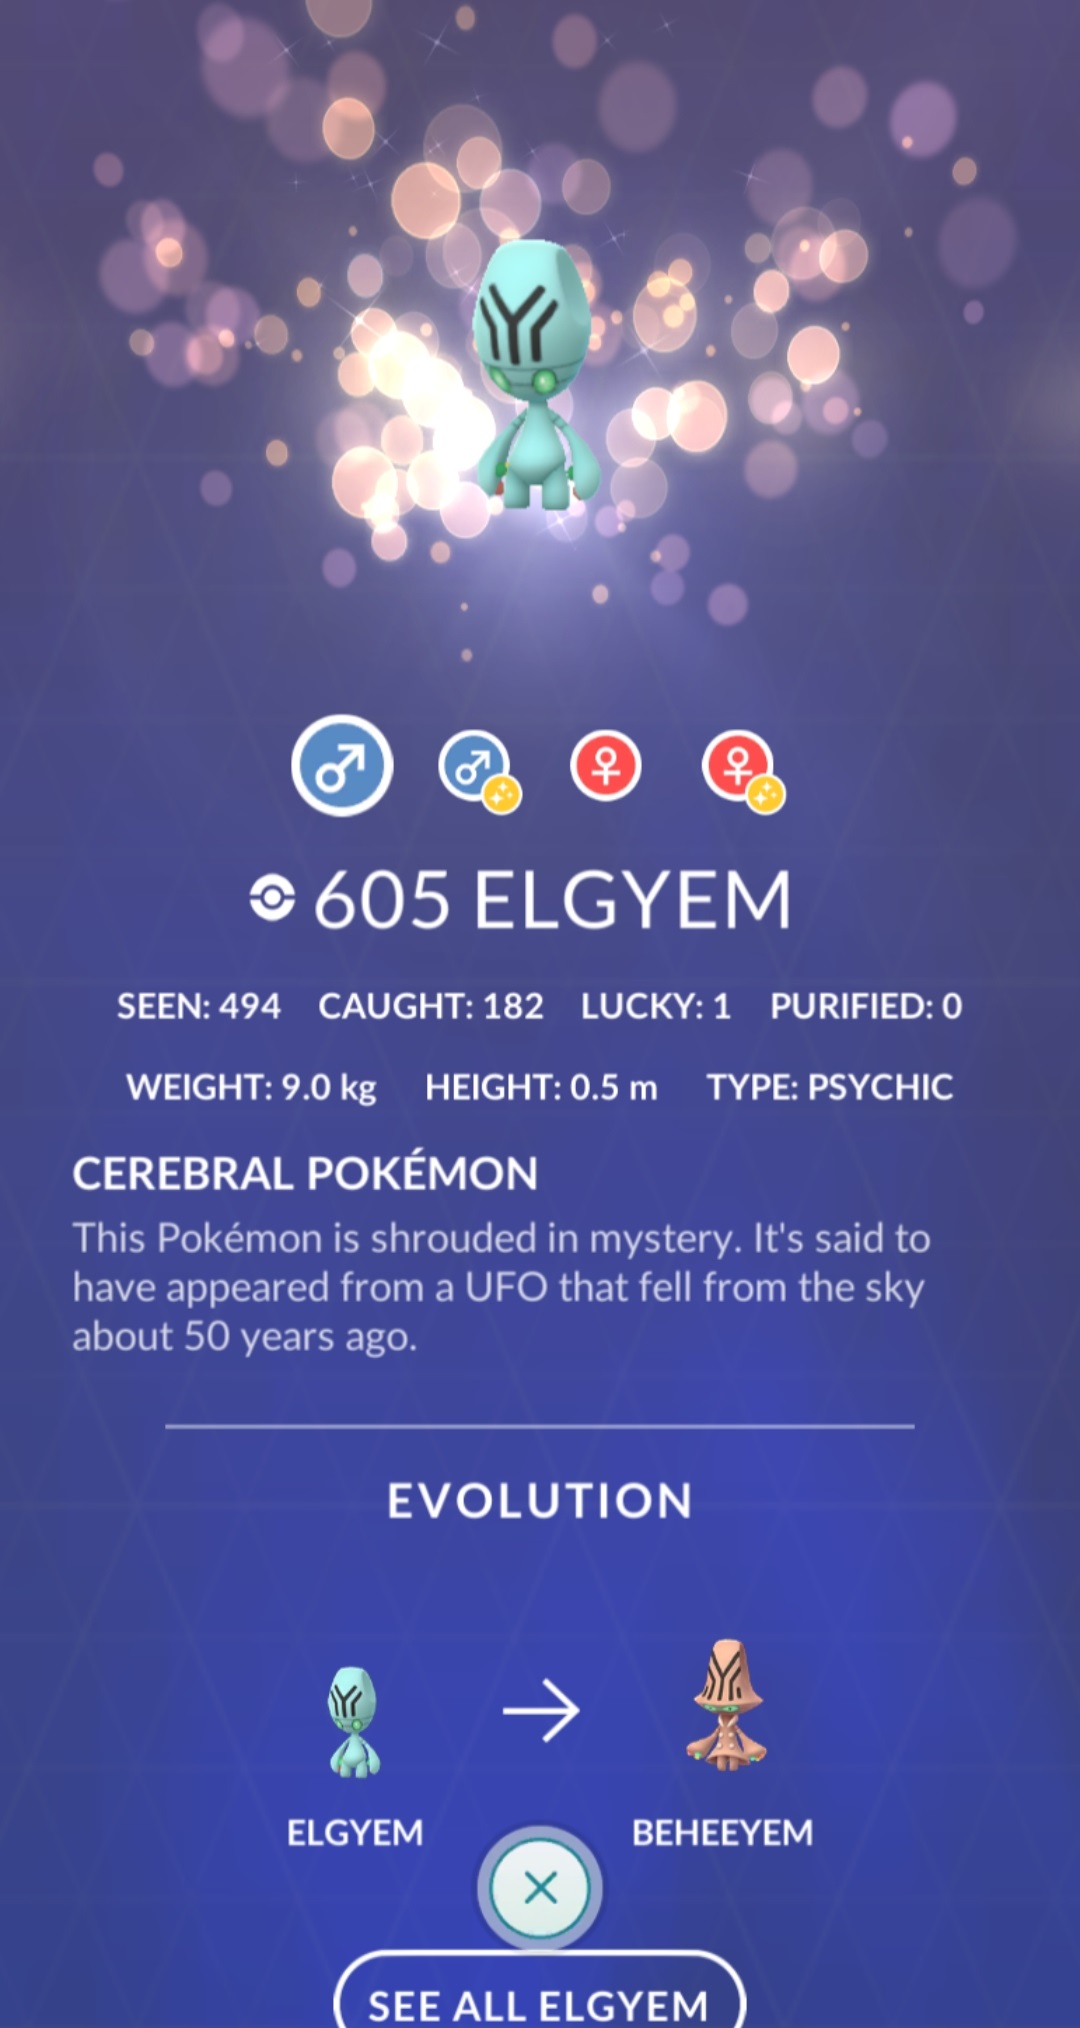 605 ELGYEM
SEEN: 494 CAUGHT: 182 LUCKY: 1 PURIFIED: 0
WEIGHT: 9.0 kg HEIGHT: 0.5 m TYPE: PSYCHIC
CEREBRAL POKÉMON
This Pokémon is shrouded in mystery. It's said to
have appeared from a UFO that fell from the sky
about 50 years ago.
EVOLUTION
ELGYEM BEHEEYEM
SEE ALL ELGYEM